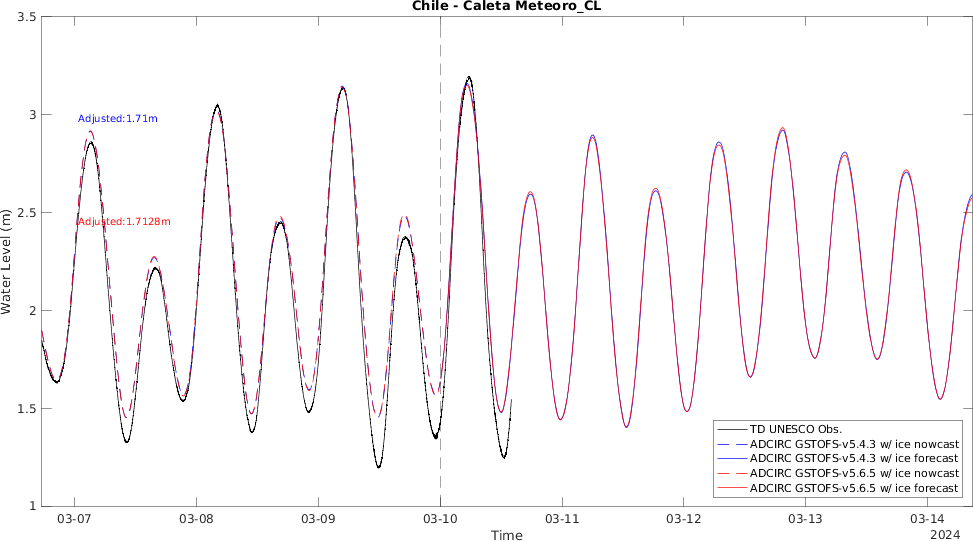 Chile - Caleta Meteoro_CL
3.5
3
2.5
2
1.5
1
Water Level (m)
Adjusted:1.71m
Adjusted:1.7128m
TD UNESCO Obs.
ADCIRC GSTOFS-v5.4.3 w/ ice nowcast
ADCIRC GSTOFS-v5.4.3 w/ ice forecast
ADCIRC GSTOFS-v5.6.5 w/ ice nowcast
ADCIRC GSTOFS-v5.6.5 w/ ice forecast
03-07 03-08 03-09 03-10 03-11 03-12 03-13 03-14
Time
2024